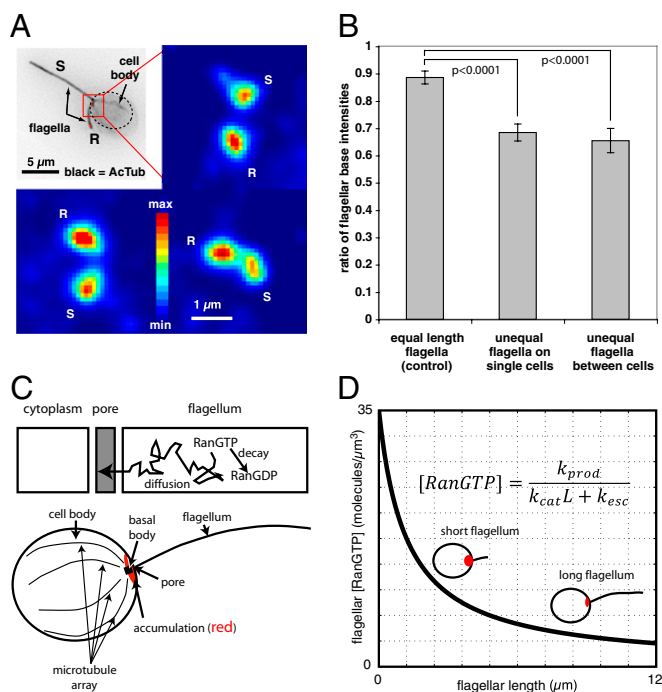 A
S
cell
body
flagella
R
5 µm
black = AcTub
S
R
R
S
max
min
R
S
1 µm
B
ratio of flagellar base intensities
1
0.9
0.8
0.7
0.6
0.5
0.4
0.3
0.2
0.1
0
p<0.0001
p<0.0001
equal length
flagella
(control)
unequal
flagella on
single cells
unequal
flagella
between cells
C
cytoplasm
pore
flagellum
RanGTP
decay
diffusion
RanGDP
cell body
basal
body
flagellum
pore
accumulation (red)
microtubule
array
D
flagellar [RanGTP] (molecules/µm³)
35
0
[RanGTP] = k_prod / (k_cat L + k_esc)
short flagellum
long flagellum
0
flagellar length (µm)
12